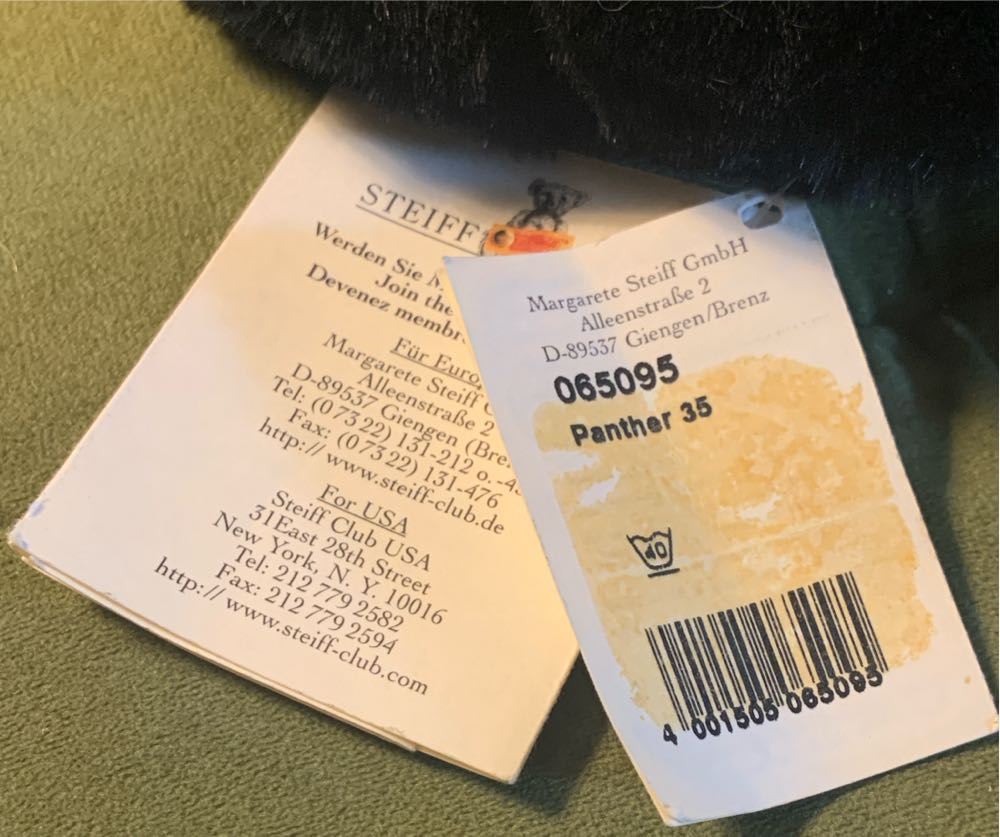 STEIFF
Werden Sie
Join the
Devenez
Für
Margarete Steiff
Alleenstraße 2
D-89537 Giengen
Tel: (0 73 22) 131-212 o.
Fax: (0 73 22) 131-476
http:// www.steiff-club.de
For USA
Steiff Club USA
31East 28th Street
New York, N. Y. 10016
Tel: 212 779 2582
Fax: 212 779 2594
http:// www.steiff-club.com
Margarete Steiff GmbH
Alleenstraße 2
D-89537 Giengen/Brenz
065095
Panther 35
40
4 001505 065095